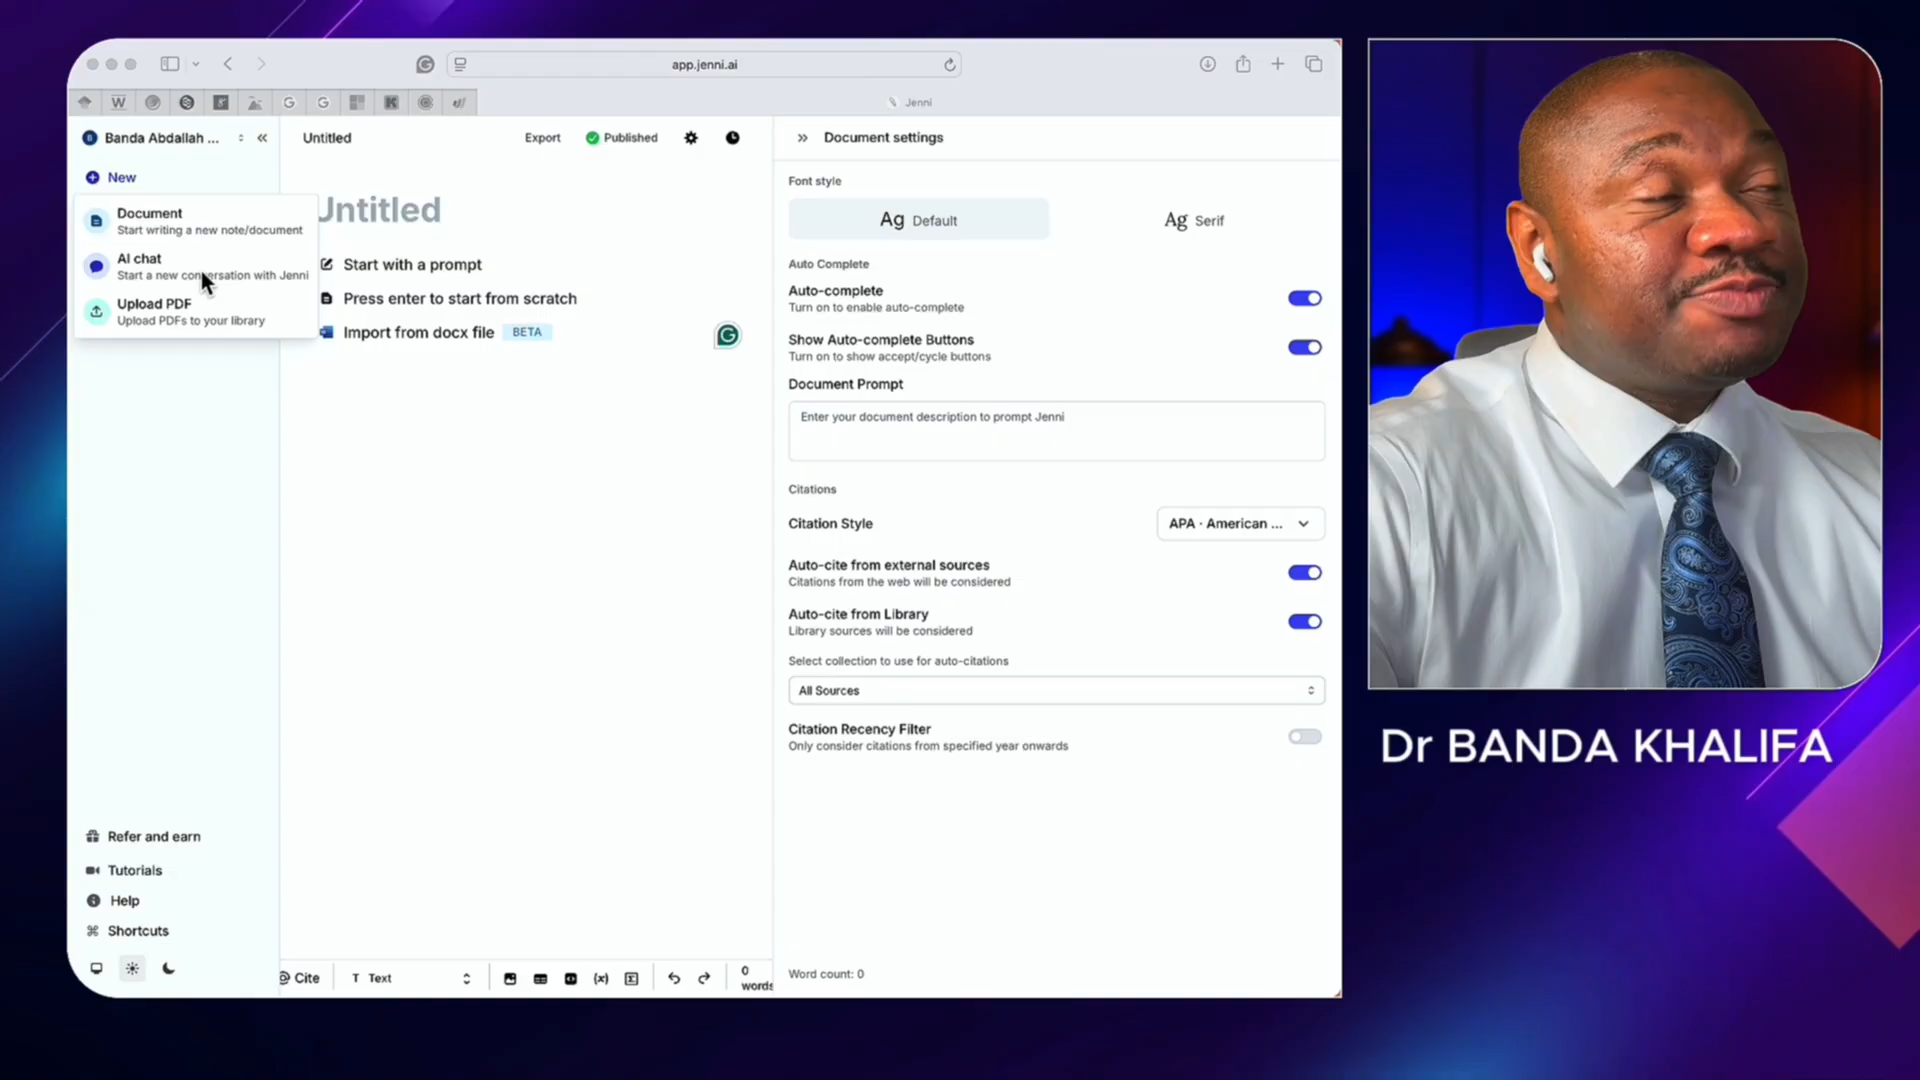 app.jenni.ai
Jenni
Banda Abdallah ...
New
Document
Start writing a new note/document
AI chat
Start a new conversation with Jenni
Upload PDF
Upload PDFs to your library
Refer and earn
Tutorials
Help
Shortcuts
Untitled
Export
Published
Untitled
Start with a prompt
Press enter to start from scratch
Import from docx file BETA
Cite
T Text
(x)
0
words
Document settings
Font style
Ag Default
Ag Serif
Auto Complete
Auto-complete
Turn on to enable auto-complete
Show Auto-complete Buttons
Turn on to show accept/cycle buttons
Document Prompt
Enter your document description to prompt Jenni
Citations
Citation Style
APA · American ...
Auto-cite from external sources
Citations from the web will be considered
Auto-cite from Library
Library sources will be considered
Select collection to use for auto-citations
All Sources
Citation Recency Filter
Only consider citations from specified year onwards
Word count: 0
Dr BANDA KHALIFA